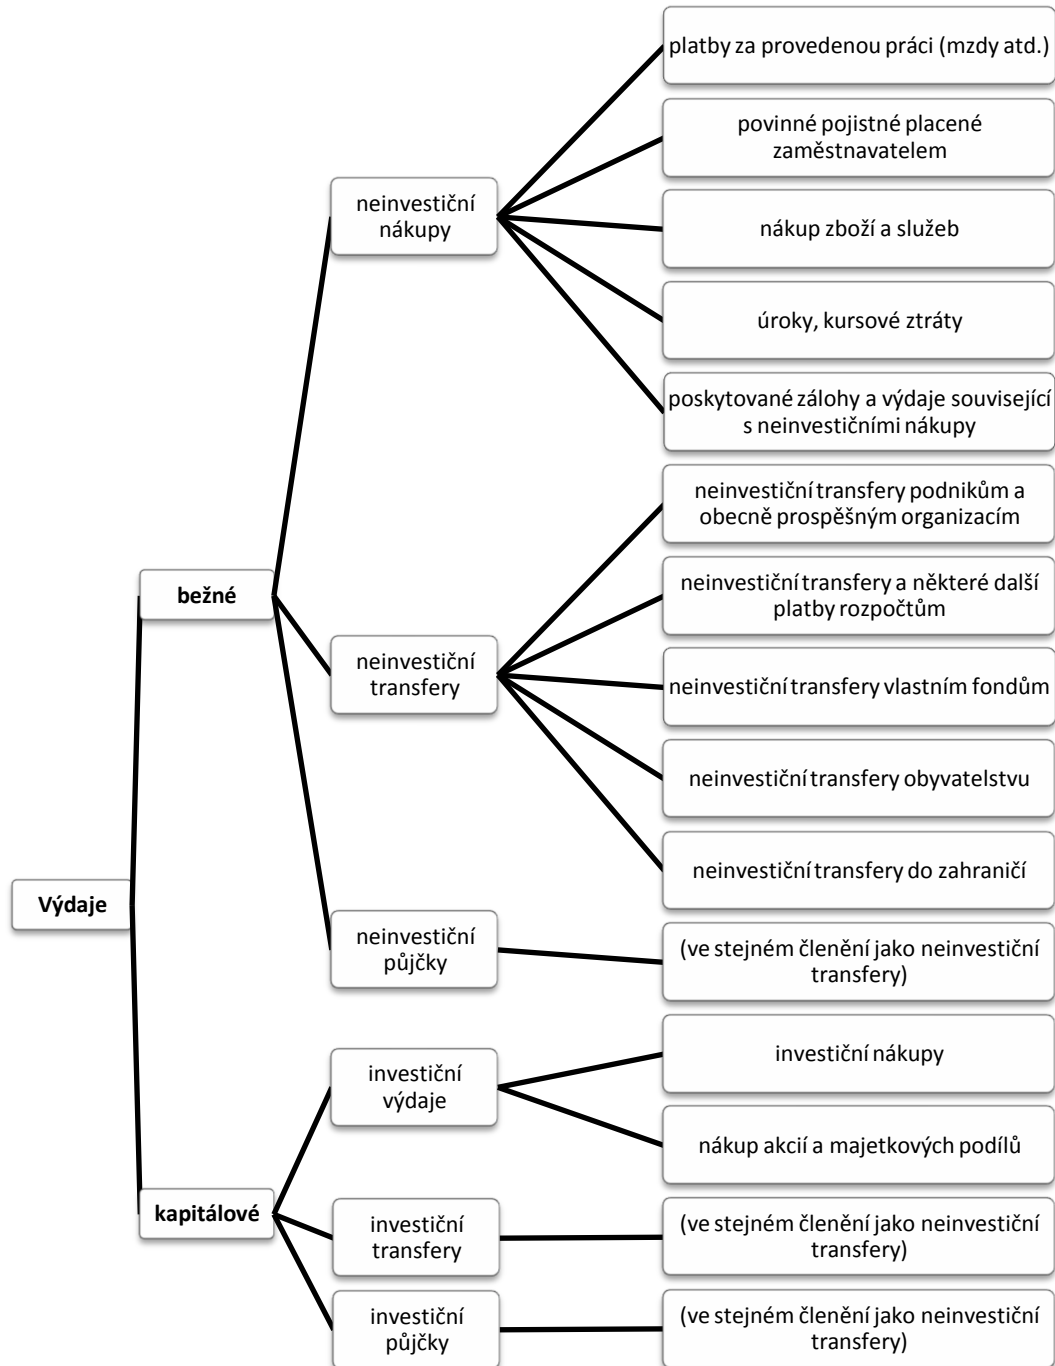 platby za provedenou práci (mzdy atd.)
povinné pojistné placené
zaměstnavatelem
neinvestiční
nákupy
nákup zboží a služeb
úroky, kursové ztráty
poskytované zálohy a výdaje související
s neinvestičními nákupy
neinvestiční transfery podnikům a
obecně prospěšným organizacím
bežné
neinvestiční transfery a některé další
platby rozpočtům
neinvestiční
transfery
neinvestiční transfery vlastním fondům
neinvestiční transfery obyvatelstvu
neinvestiční transfery do zahraničí
Výdaje
neinvestiční
půjčky
(ve stejném členění jako neinvestiční
transfery)
investiční
výdaje
investiční nákupy
nákup akcií a majetkových podílů
kapitálové
investiční
transfery
(ve stejném členění jako neinvestiční
transfery)
investiční
půjčky
(ve stejném členění jako neinvestiční
transfery)